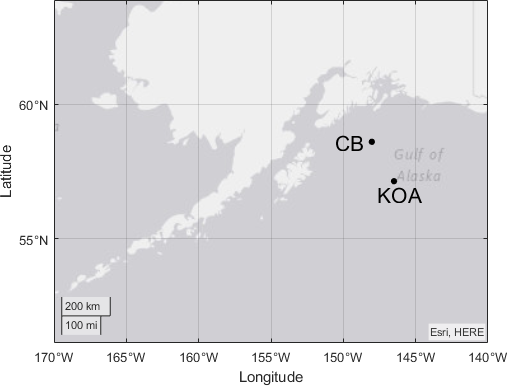 60°N
CB
Gulf of
Alaska
KOA
Latitude
55°N
200 km
100 mi
Esri, HERE
170°W 165°W 160°W 155°W 150°W 145°W 140°W
Longitude